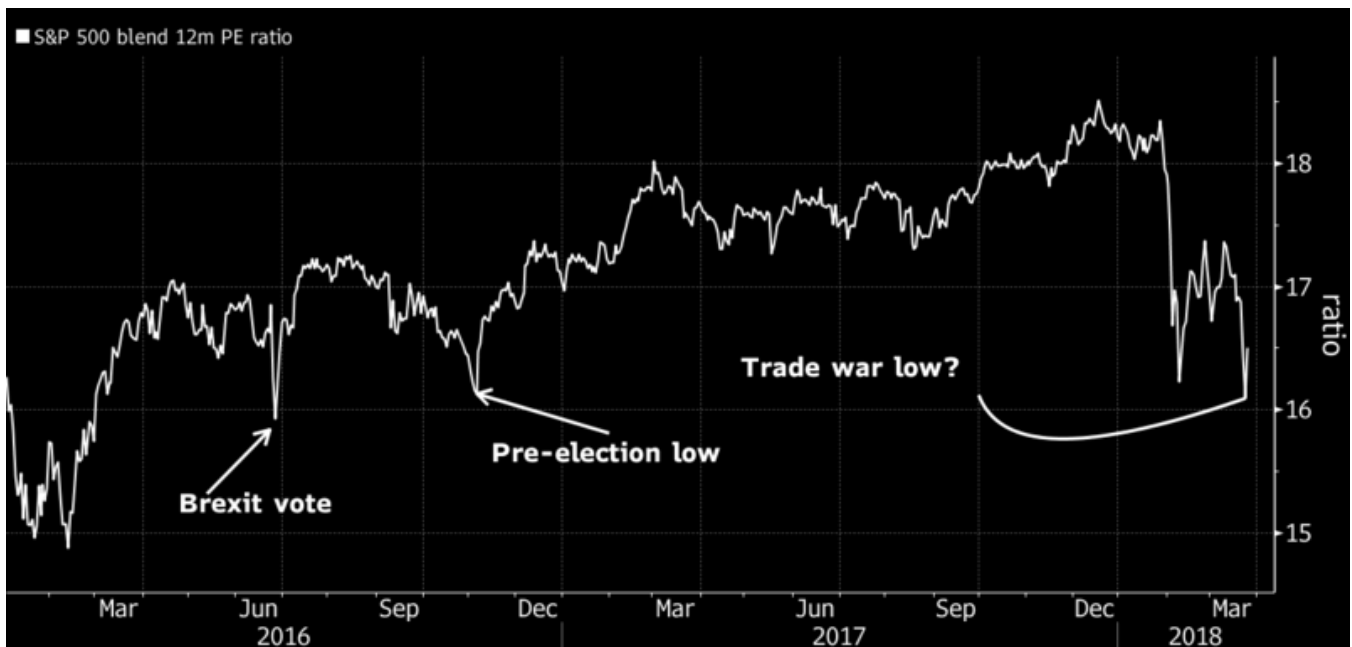 S&P 500 blend 12m PE ratio
18
17
ratio
Trade war low?
16
Pre-election low
Brexit vote
15
Mar Jun Sep Dec Mar Jun Sep Dec Mar
2016 2017 2018